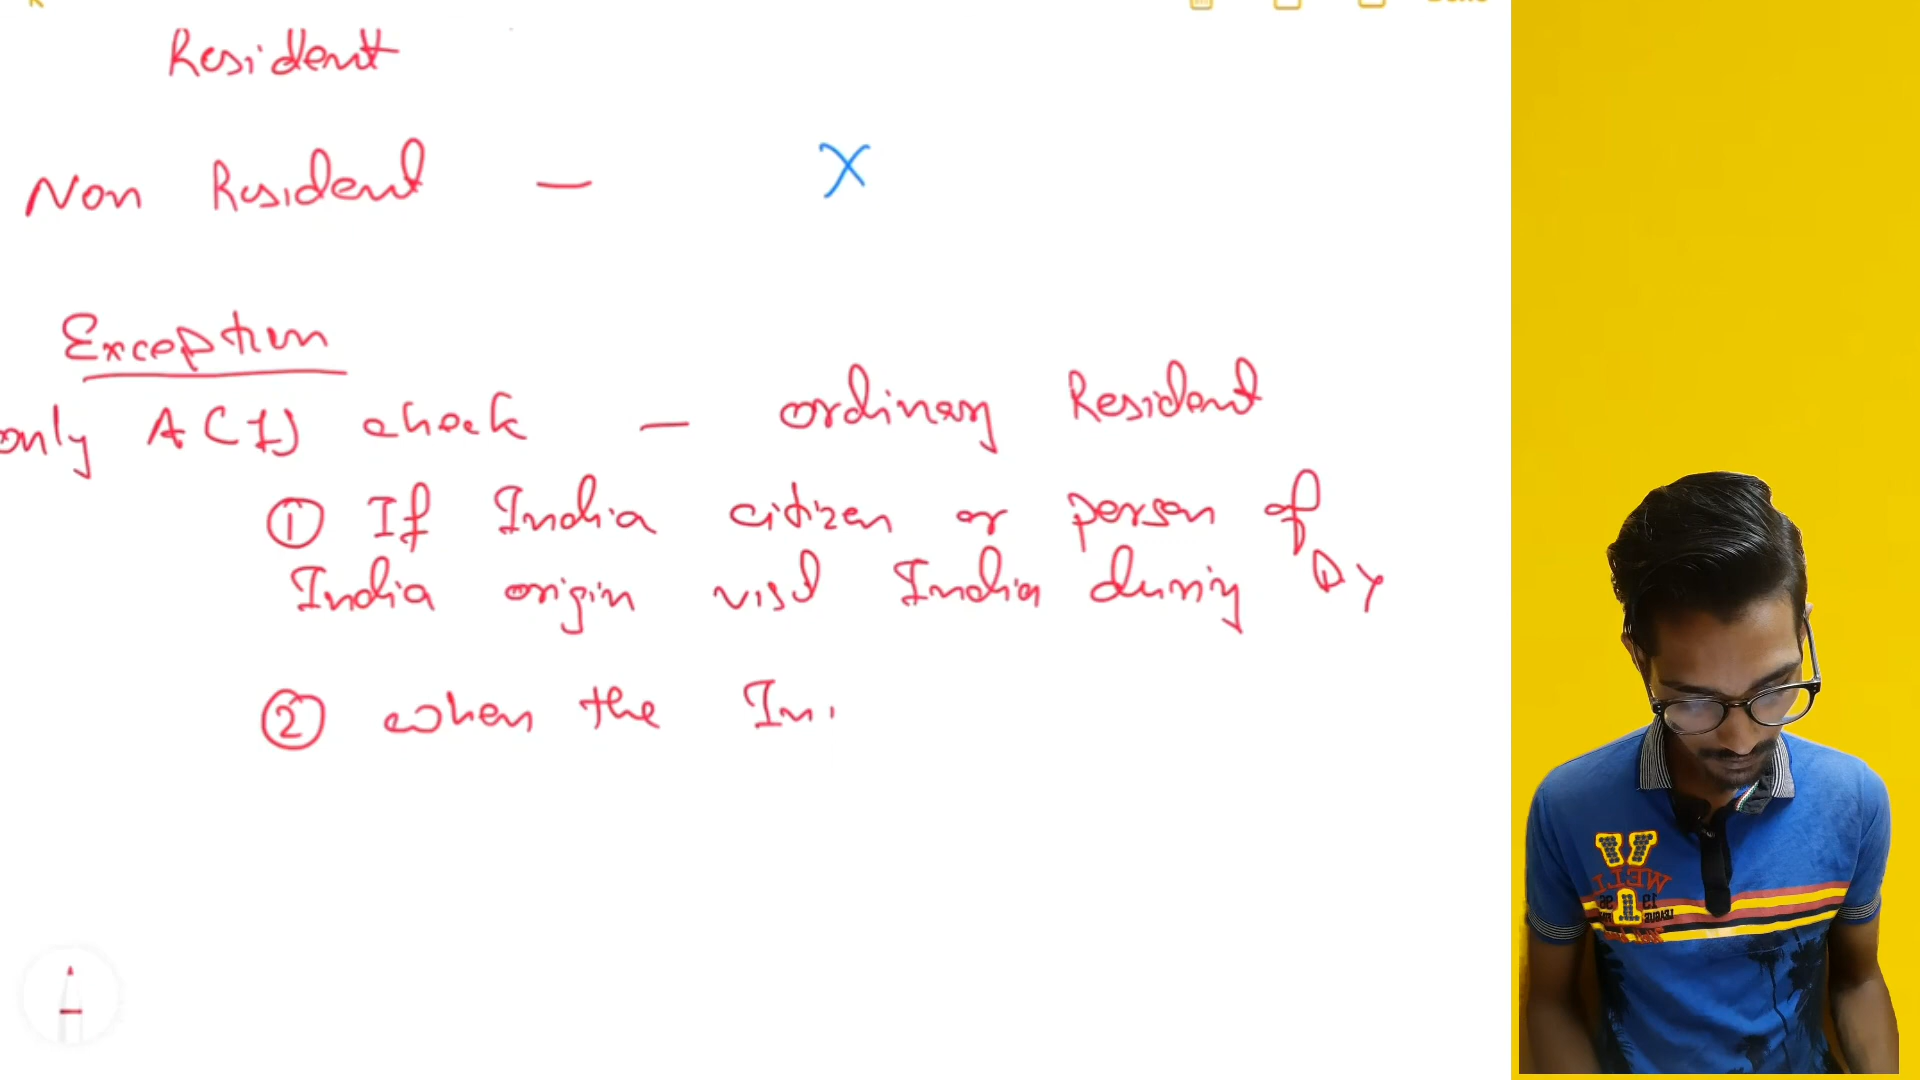 Resident
Non Resident — X
Exception
only A(1) check — ordinary Resident
① If India citizen or person of
India origin visit India during PY
② when the In
WELL